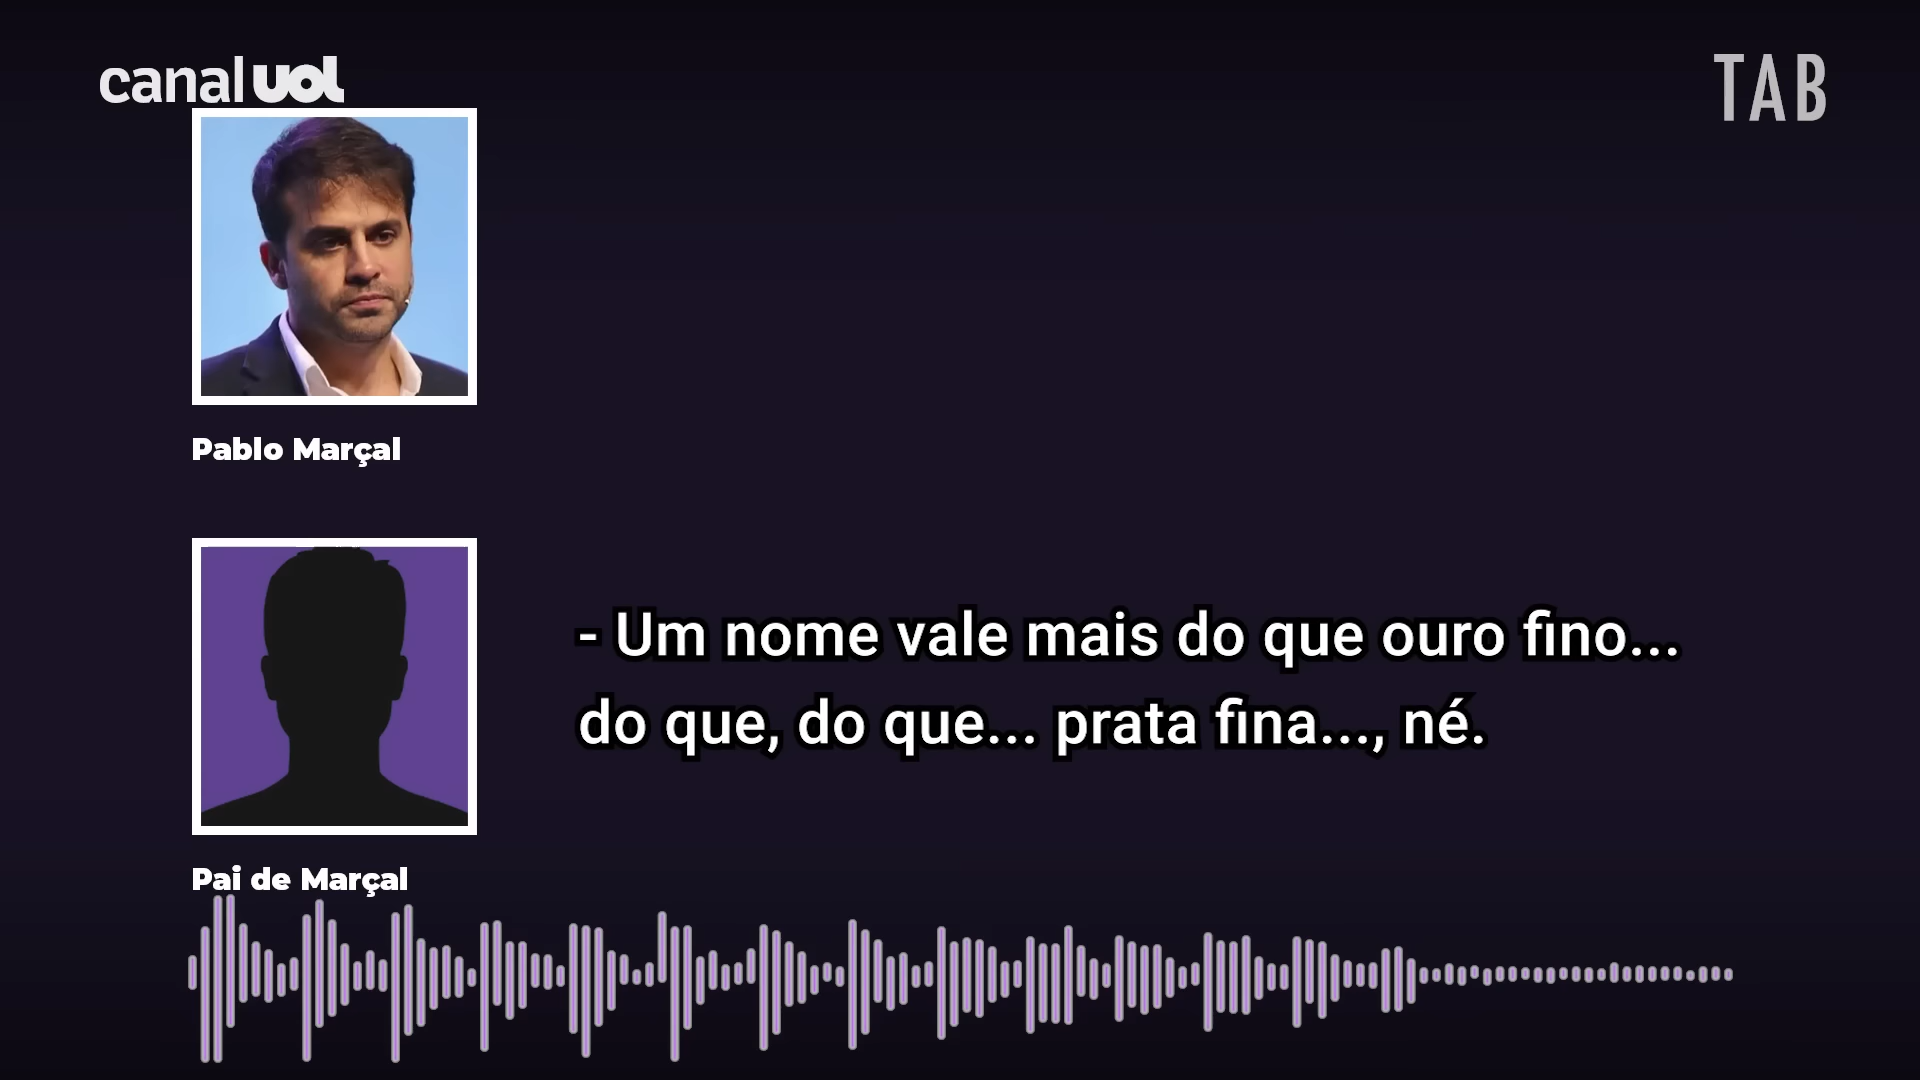 canal uol
TAB
Pablo Marçal
- Um nome vale mais do que ouro fino...
do que, do que... prata fina..., né.
Pai de Marçal